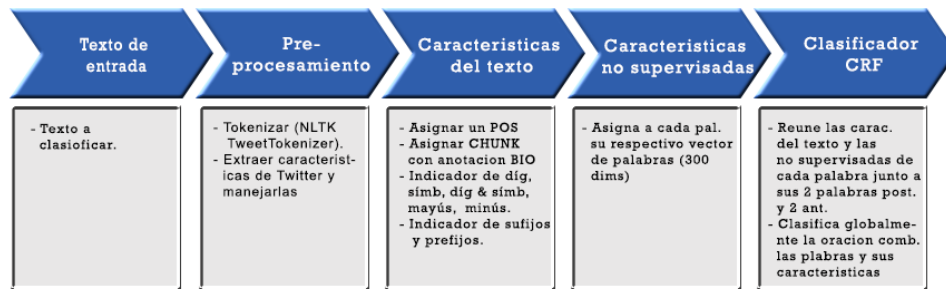 Texto de
entrada
Pre-
procesamiento
Caracteristicas
del texto
Caracteristicas
no supervisadas
Clasificador
CRF
- Texto a
clasioficar.
- Tokenizar (NLTK
TweetTokenizer).
- Extraer caracterist-
icas de Twitter y
manejarlas
- Asignar un POS
- Asignar CHUNK
con anotacion BIO
- Indicador de díg,
símb, díg & símb,
mayús, minús.
- Indicador de sufijos
y prefijos.
- Asigna a cada pal.
su respectivo vector
de palabras (300
dims)
- Reune las carac.
del texto y las
no supervisadas de
cada palabra junto a
sus 2 palabras post.
y 2 ant.
- Clasifica globalme-
nte la oracion comb.
las plabras y sus
caracteristicas